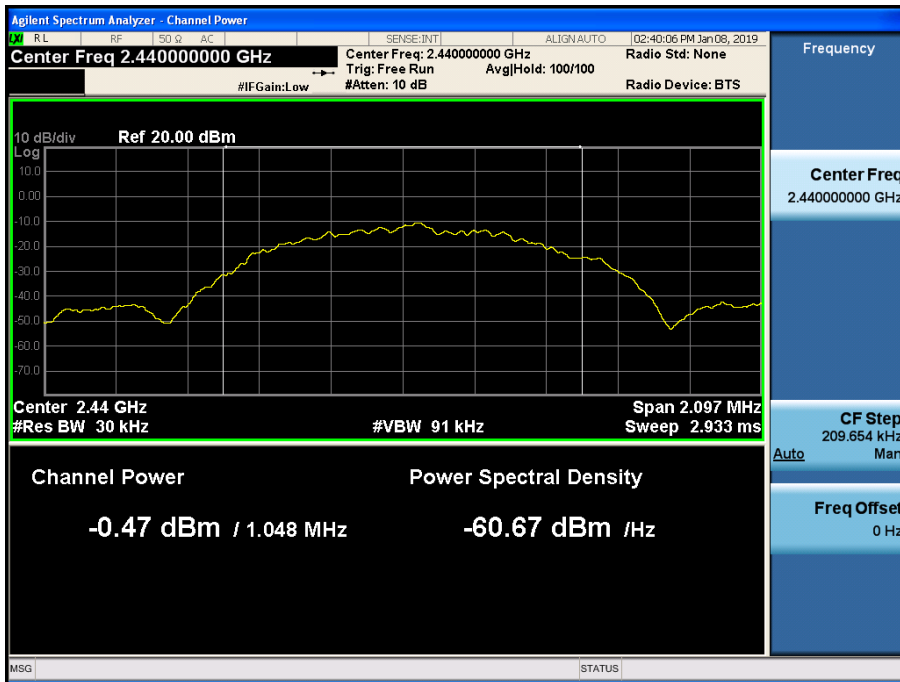 Agilent Spectrum Analyzer - Channel Power
LXI RL RF 50 Ω AC SENSE:INT ALIGN AUTO 02:40:06 PM Jan 08, 2019
Center Freq 2.440000000 GHz
Center Freq: 2.440000000 GHz Radio Std: None
Trig: Free Run Avg|Hold: 100/100
#IFGain:Low #Atten: 10 dB Radio Device: BTS
10 dB/div Ref 20.00 dBm
Log
10.0
0.00
-10.0
-20.0
-30.0
-40.0
-50.0
-60.0
-70.0
Center 2.44 GHz Span 2.097 MHz
#Res BW 30 kHz #VBW 91 kHz Sweep 2.933 ms
Channel Power Power Spectral Density
-0.47 dBm / 1.048 MHz -60.67 dBm /Hz
MSG STATUS
Frequency
Center Freq
2.440000000 GHz
CF Step
209.654 kHz
Auto Man
Freq Offset
0 Hz